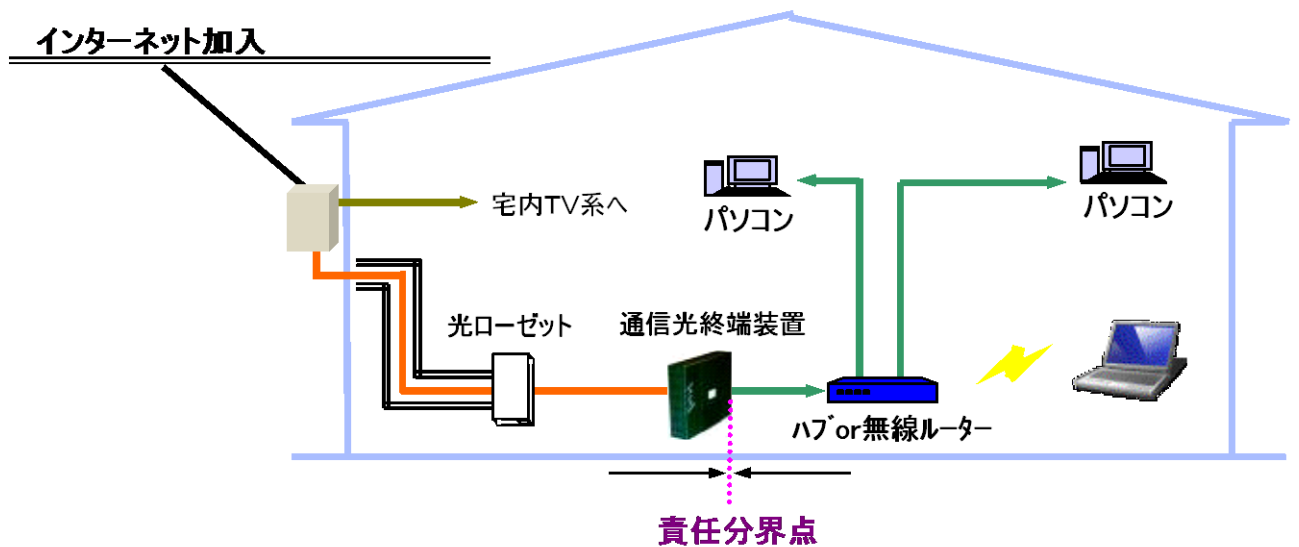 インターネット加入
宅内TV系へ
パソコン
パソコン
光ローゼット
通信光終端装置
ﾊﾌﾞor無線ﾙｰﾀｰ
責任分界点